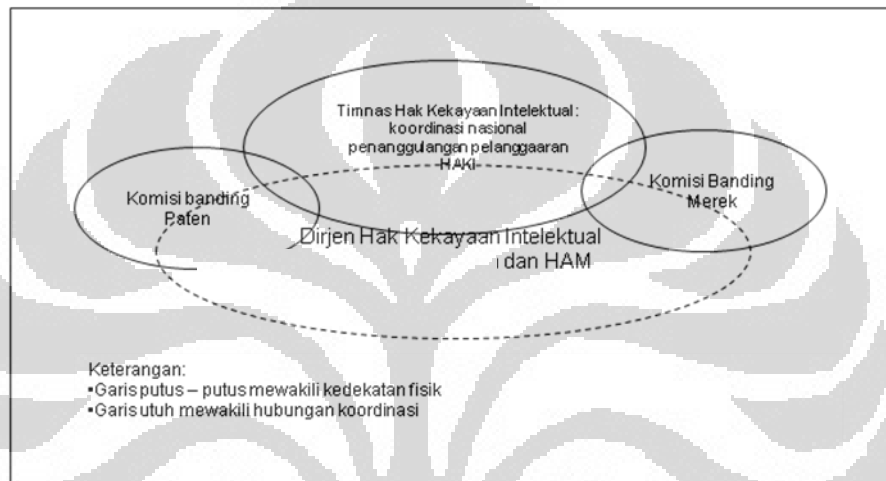 Timnas Hak Kekayaan Intelektual:
koordinasi nasional
penanggulangan pelanggaaran
HAKI
Komisi banding
Paten
Komisi Banding
Merek
Dirjen Hak Kekayaan Intelektual
dan HAM
Keterangan:
▪Garis putus – putus mewakili kedekatan fisik
▪Garis utuh mewakili hubungan koordinasi